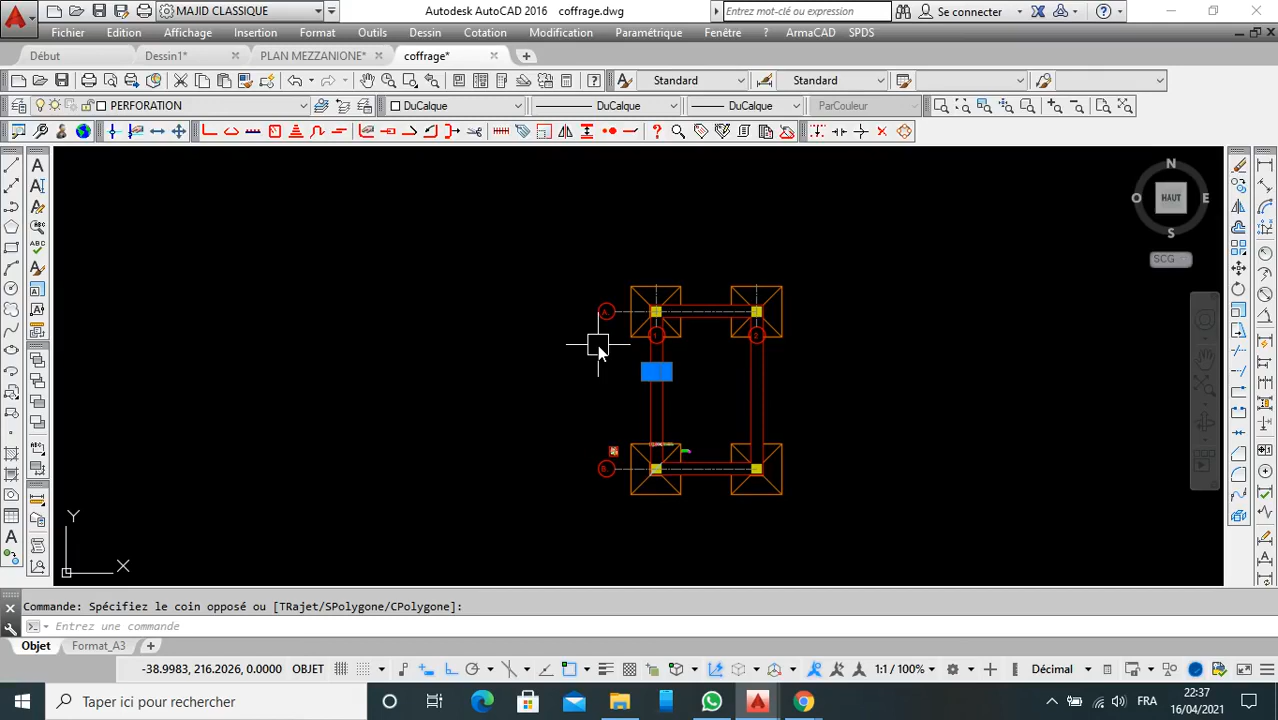 MAJID CLASSIQUE
Autodesk AutoCAD 2016 coffrage.dwg
Entrez mot-clé ou expression
Se connecter
Fichier Edition Affichage Insertion Format Outils Dessin Cotation Modification Paramétrique Fenêtre ? ArmaCAD SPDS
Début Dessin1* PLAN MEZZANIONE* coffrage*
Standard Standard
PERFORATION DuCalque DuCalque DuCalque ParCouleur
N
O HAUT E
S
SCG
A
1 2
B
Y
X
Commande: Spécifiez le coin opposé ou [TRajet/SPolygone/CPolygone]:
Entrez une commande
Objet Format_A3
-38.9983, 216.2026, 0.0000 OBJET 1:1 / 100% Décimal
Taper ici pour rechercher
FRA
22:37
16/04/2021